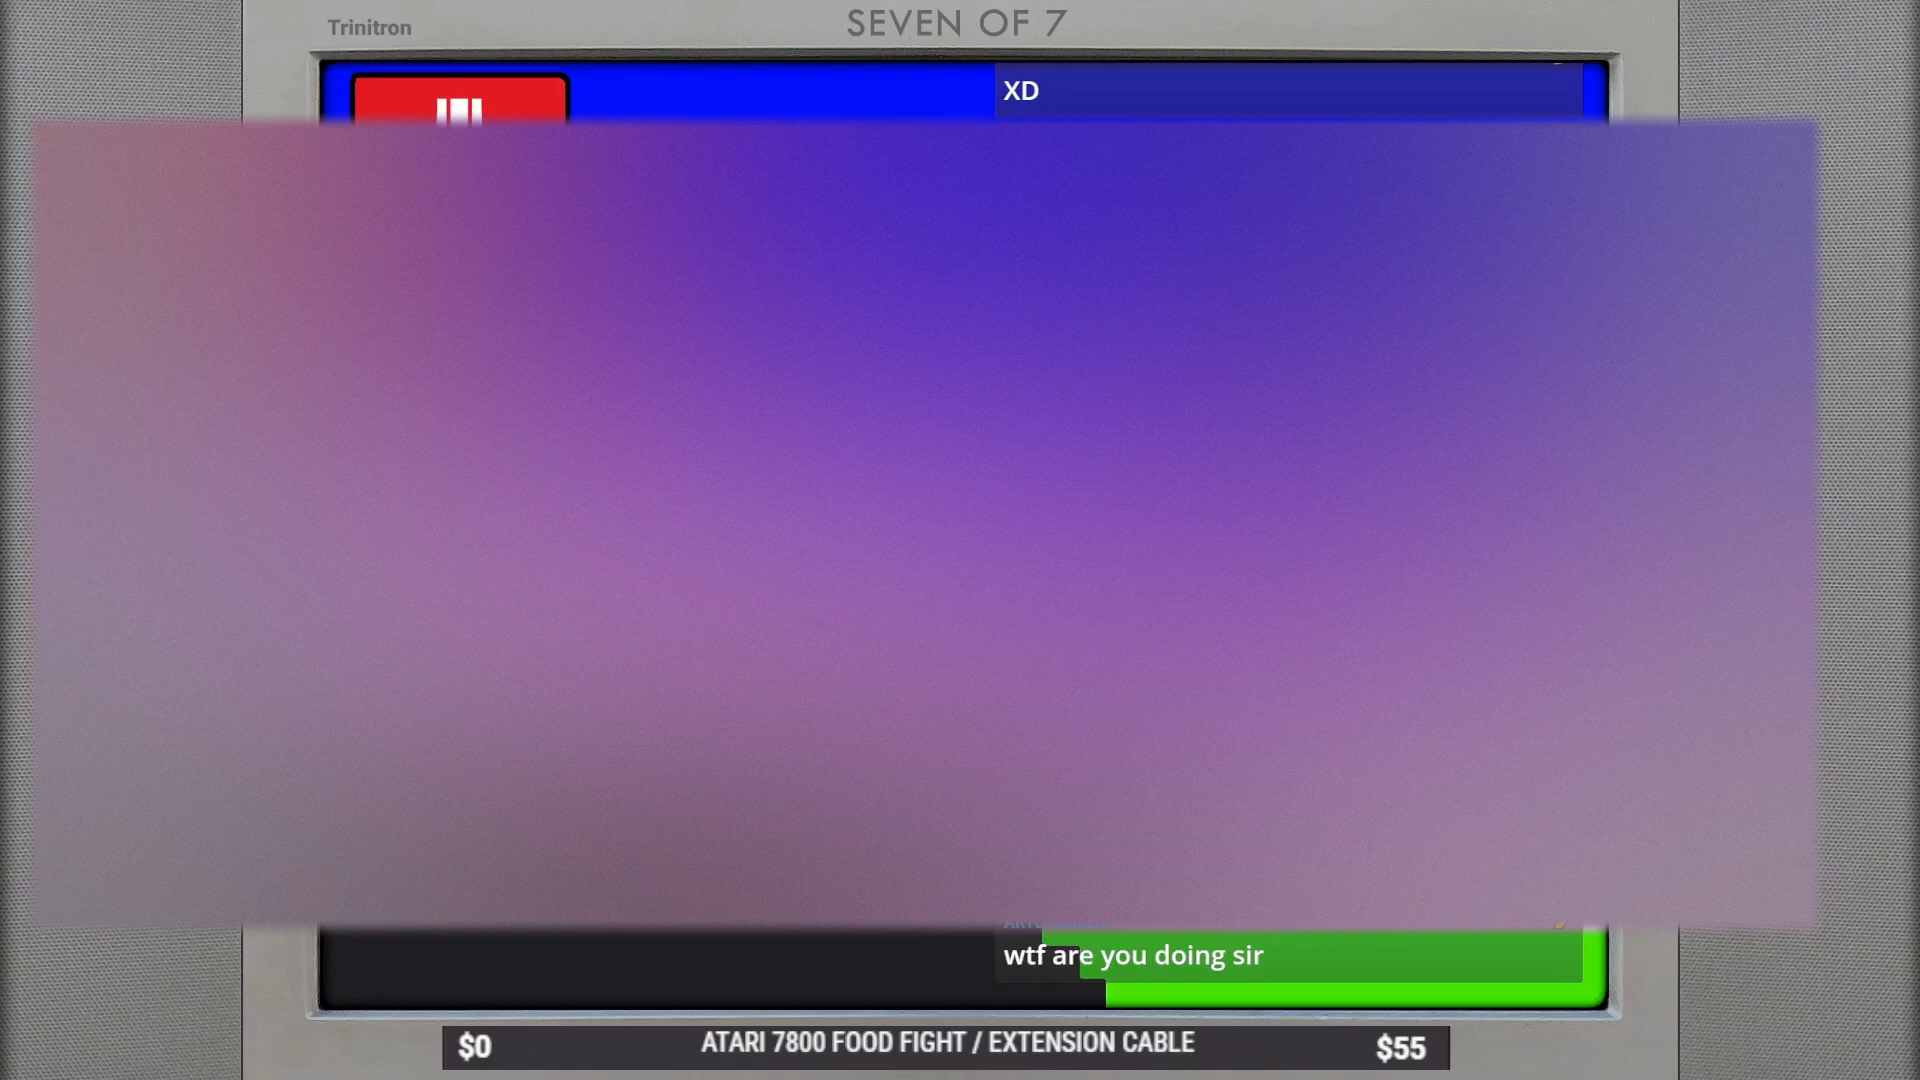 Trinitron
SEVEN OF 7
XD
wtf are you doing sir
$0
ATARI 7800 FOOD FIGHT / EXTENSION CABLE
$55